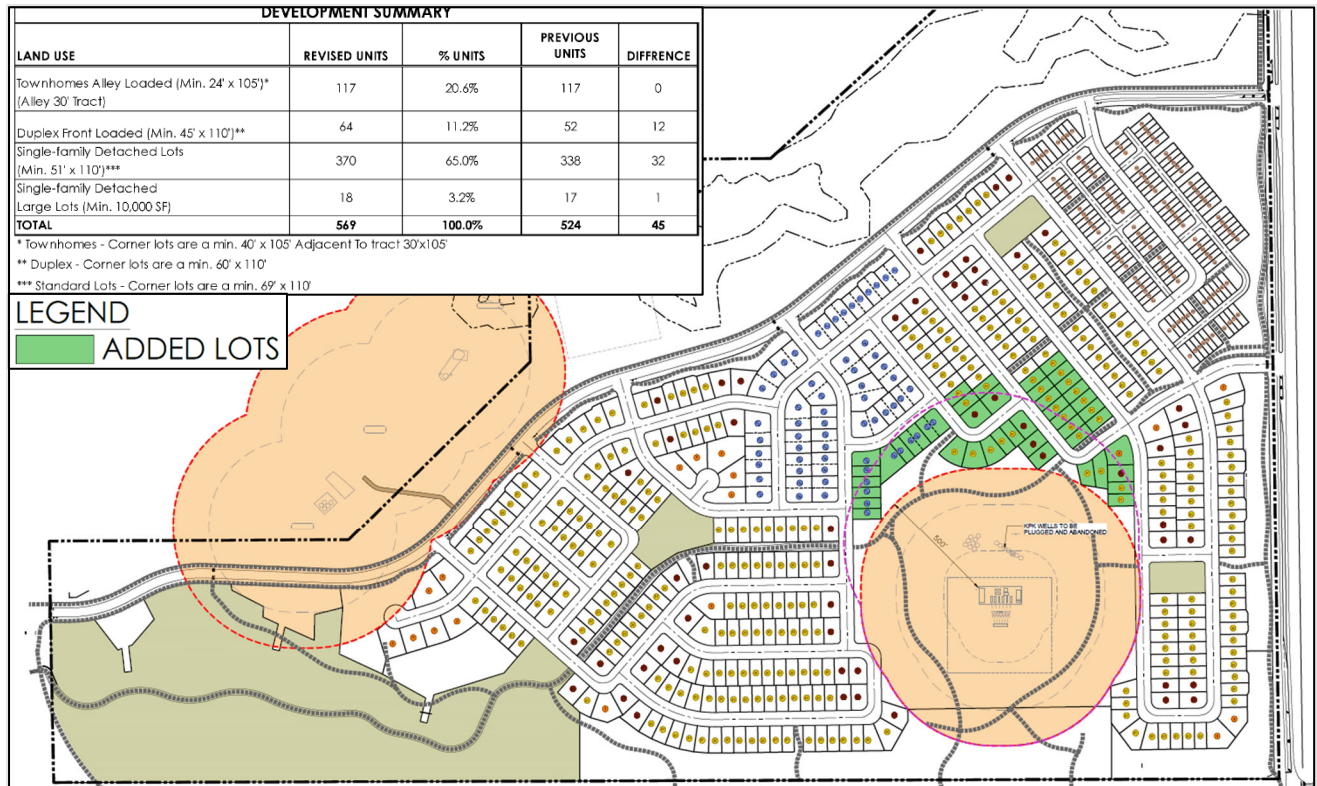 DEVELOPMENT SUMMARY
LAND USE REVISED UNITS % UNITS PREVIOUS UNITS DIFFRENCE
Townhomes Alley Loaded (Min. 24' x 105')* 117 20.6% 117 0
(Alley 30' Tract)
Duplex Front Loaded (Min. 45' x 110')** 64 11.2% 52 12
Single-family Detached Lots 370 65.0% 338 32
(Min. 51' x 110')***
Single-family Detached 18 3.2% 17 1
Large Lots (Min. 10,000 SF)
TOTAL 569 100.0% 524 45
* Townhomes - Corner lots are a min. 40' x 105' Adjacent To tract 30'x105'
** Duplex - Corner lots are a min. 60' x 110'
*** Standard Lots - Corner lots are a min. 69' x 110'
LEGEND
ADDED LOTS
KPK WELLS TO BE
PLUGGED AND ABANDONED
500'